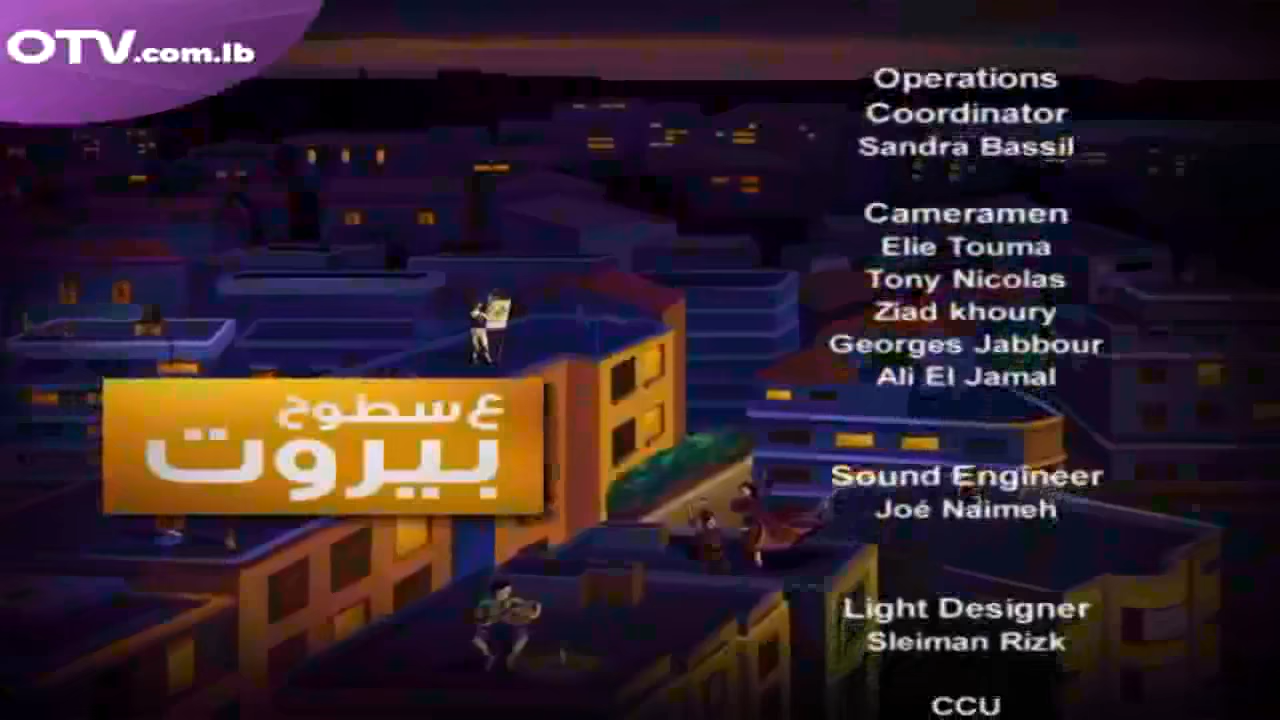 OTV.com.lb
Operations
Coordinator
Sandra Bassil
Cameramen
Elie Touma
Tony Nicolas
Ziad khoury
Georges Jabbour
Ali El Jamal
ع سطوح
بيروت
Sound Engineer
Joé Naimeh
Light Designer
Sleiman Rizk
CCU